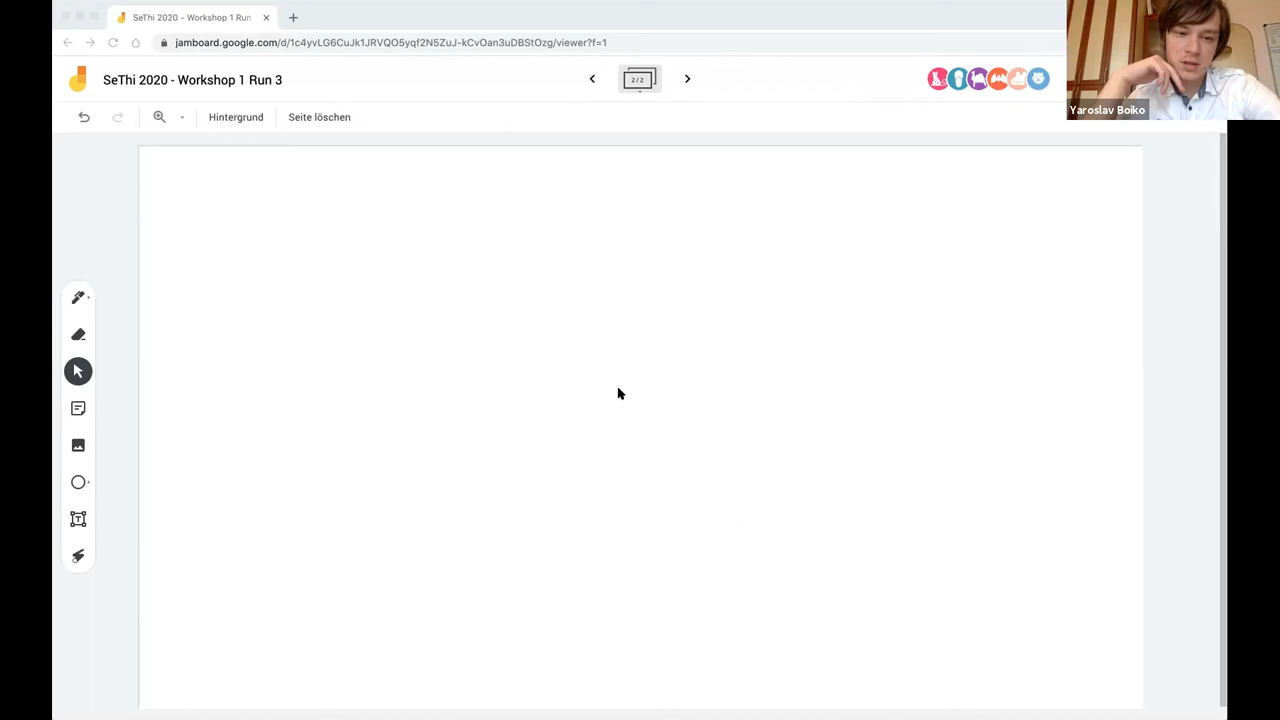 SeThi 2020 - Workshop 1 Run
jamboard.google.com/d/1c4yvLG6CuJk1JRVQO5yqf2N5ZuJ-kCvOan3uDBStOzg/viewer?f=1
SeThi 2020 - Workshop 1 Run 3
2 / 2
Yaroslav Boiko
Hintergrund
Seite löschen
T